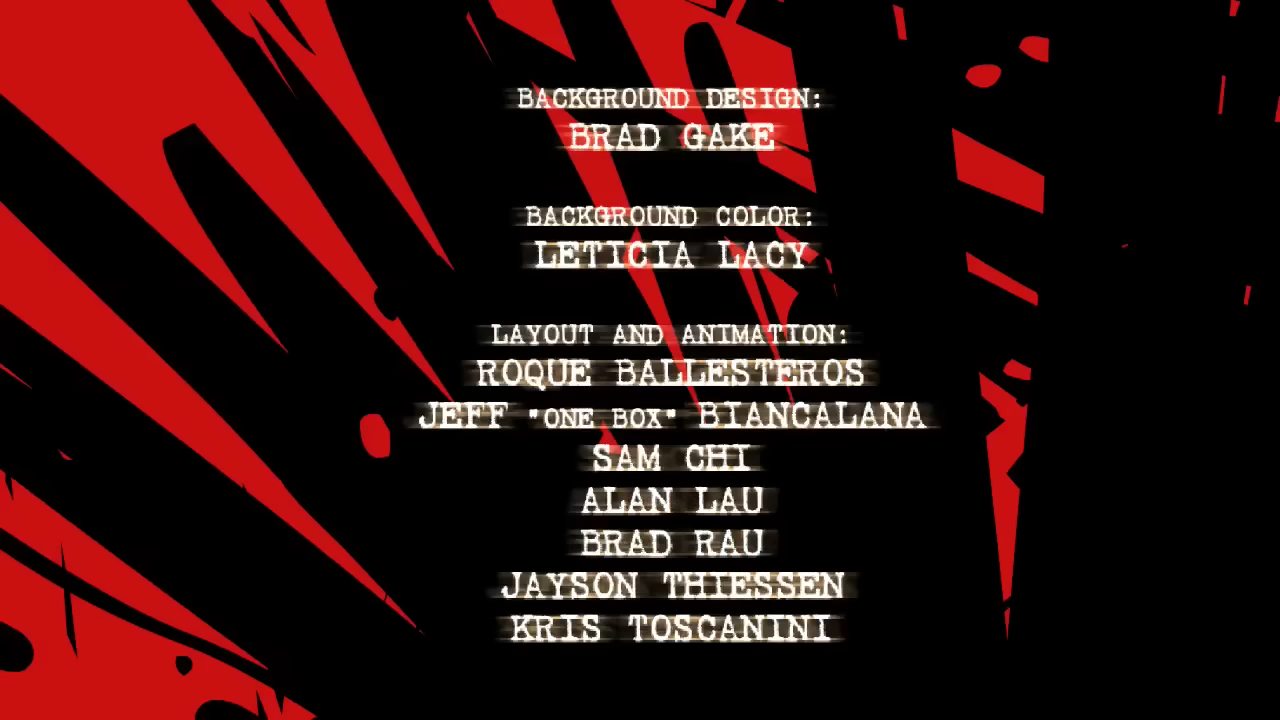 BACKGROUND DESIGN:
BRAD GAKE
BACKGROUND COLOR:
LETICIA LACY
LAYOUT AND ANIMATION:
ROQUE BALLESTEROS
JEFF "ONE BOX" BIANCALANA
SAM CHI
ALAN LAU
BRAD RAU
JAYSON THIESSEN
KRIS TOSCANINI